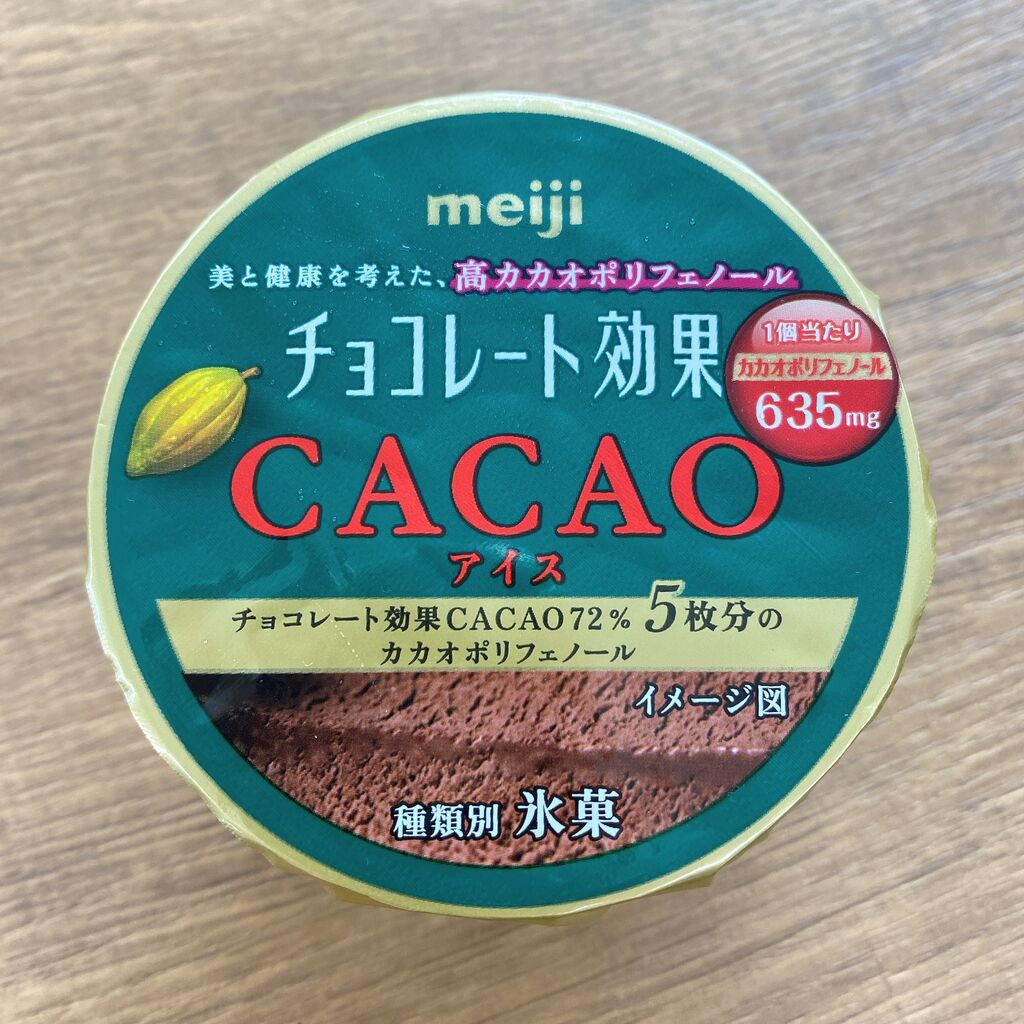 meiji
美と健康を考えた、高カカオポリフェノール
チョコレート効果
1個当たり
カカオポリフェノール
635mg
CACAO
アイス
チョコレート効果CACAO72% 5枚分の
カカオポリフェノール
イメージ図
種類別 氷菓